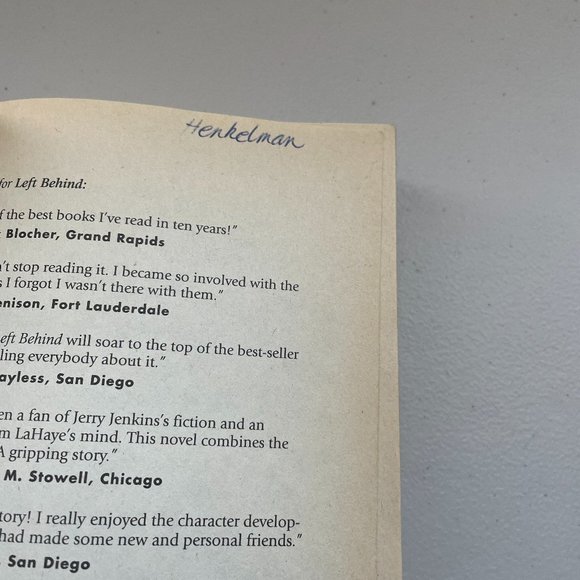 Henkelman
for Left Behind:
f the best books I've read in ten years!"
Blocher, Grand Rapids
't stop reading it. I became so involved with the
s I forgot I wasn't there with them."
enison, Fort Lauderdale
eft Behind will soar to the top of the best-seller
ling everybody about it."
ayless, San Diego
en a fan of Jerry Jenkins's fiction and an
m LaHaye's mind. This novel combines the
A gripping story."
M. Stowell, Chicago
tory! I really enjoyed the character develop-
had made some new and personal friends."
San Diego